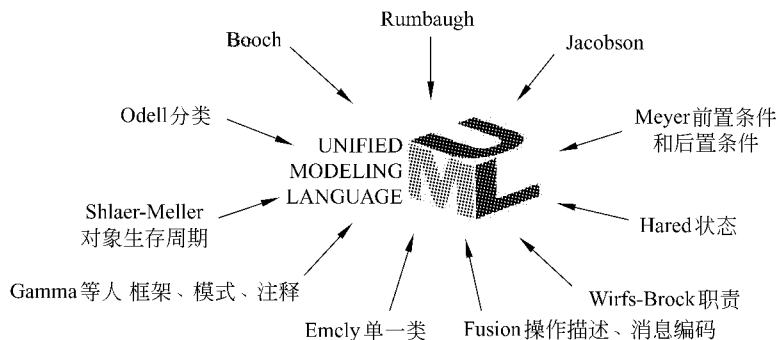 Rumbaugh
Booch
Jacobson
Odell分类
Meyer前置条件
和后置条件
UNIFIED
MODELING
LANGUAGE
UML
Shlaer-Meller
对象生存周期
Hared状态
Gamma等人 框架、模式、注释
Wirfs-Brock职责
Emcly单一类
Fusion操作描述、消息编码